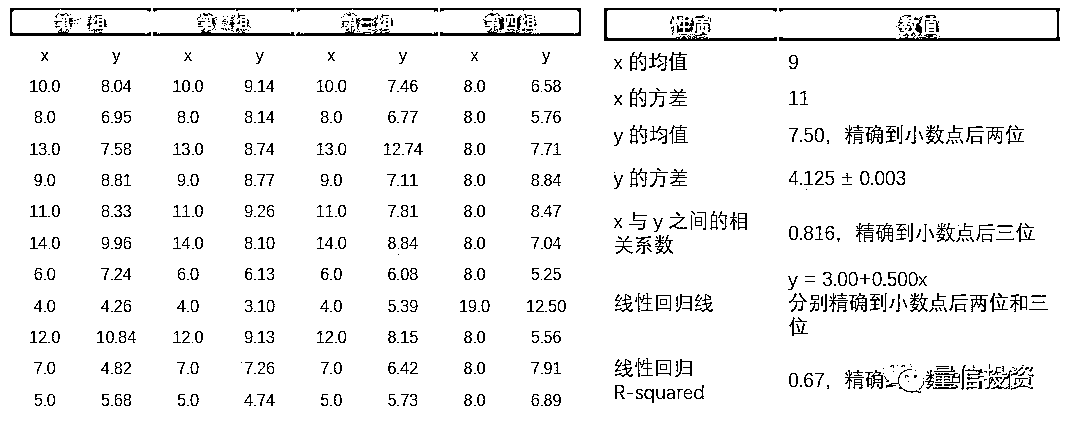 第一组 第二组 第三组 第四组
x y x y x y x y
10.0 8.04 10.0 9.14 10.0 7.46 8.0 6.58
8.0 6.95 8.0 8.14 8.0 6.77 8.0 5.76
13.0 7.58 13.0 8.74 13.0 12.74 8.0 7.71
9.0 8.81 9.0 8.77 9.0 7.11 8.0 8.84
11.0 8.33 11.0 9.26 11.0 7.81 8.0 8.47
14.0 9.96 14.0 8.10 14.0 8.84 8.0 7.04
6.0 7.24 6.0 6.13 6.0 6.08 8.0 5.25
4.0 4.26 4.0 3.10 4.0 5.39 19.0 12.50
12.0 10.84 12.0 9.13 12.0 8.15 8.0 5.56
7.0 4.82 7.0 7.26 7.0 6.42 8.0 7.91
5.0 5.68 5.0 4.74 5.0 5.73 8.0 6.89
性质 数值
x 的均值 9
x 的方差 11
y 的均值 7.50，精确到小数点后两位
y 的方差 4.125 ± 0.003
x 与 y 之间的相
关系数
0.816，精确到小数点后三位
线性回归线
y = 3.00+0.500x
分别精确到小数点后两位和三
位
线性回归
R-squared
0.67，精确
量信投资